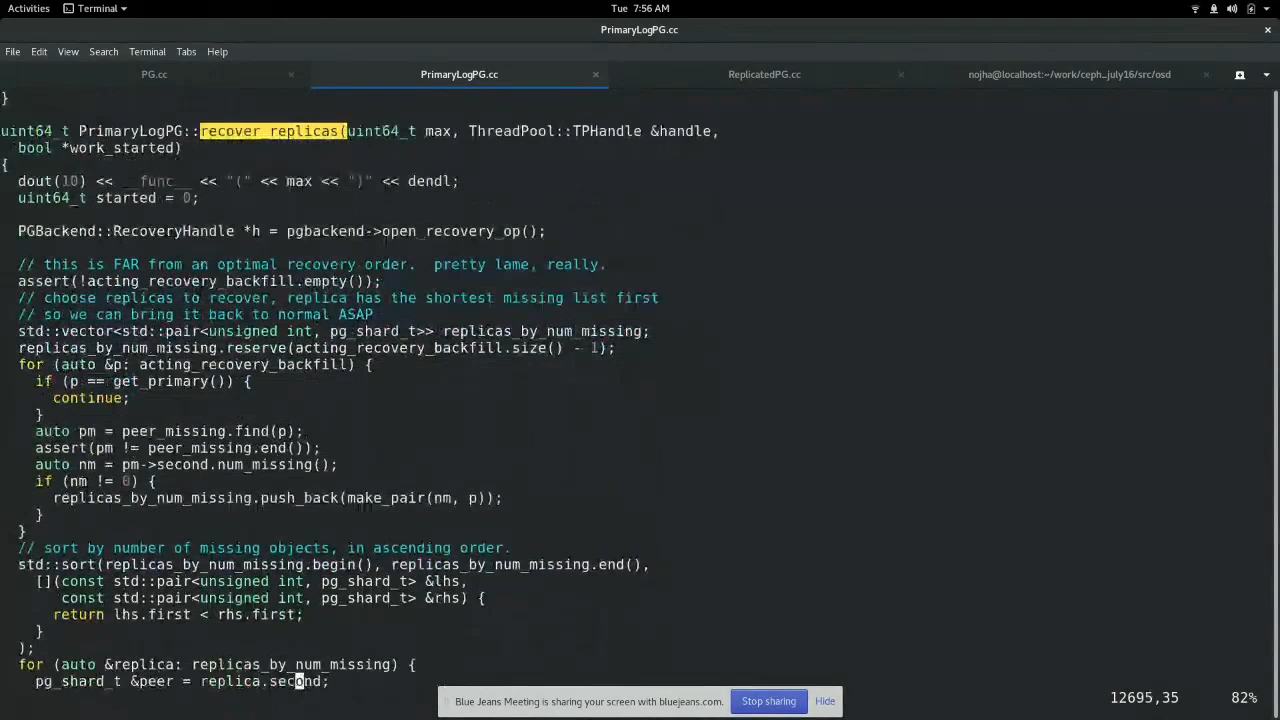 Activities Terminal Tue 7:56 AM
PrimaryLogPG.cc
File Edit View Search Terminal Tabs Help
PG.cc PrimaryLogPG.cc ReplicatedPG.cc nojha@localhost:~/work/ceph_july16/src/osd
}
uint64_t PrimaryLogPG::recover_replicas(uint64_t max, ThreadPool::TPHandle &handle,
bool *work_started)
{
dout(10) << __func__ << "(" << max << ")" << dendl;
uint64_t started = 0;
PGBackend::RecoveryHandle *h = pgbackend->open_recovery_op();
// this is FAR from an optimal recovery order.  pretty lame, really.
assert(!acting_recovery_backfill.empty());
// choose replicas to recover, replica has the shortest missing list first
// so we can bring it back to normal ASAP
std::vector<std::pair<unsigned int, pg_shard_t>> replicas_by_num_missing;
replicas_by_num_missing.reserve(acting_recovery_backfill.size() - 1);
for (auto &p: acting_recovery_backfill) {
if (p == get_primary()) {
continue;
}
auto pm = peer_missing.find(p);
assert(pm != peer_missing.end());
auto nm = pm->second.num_missing();
if (nm != 0) {
replicas_by_num_missing.push_back(make_pair(nm, p));
}
}
// sort by number of missing objects, in ascending order.
std::sort(replicas_by_num_missing.begin(), replicas_by_num_missing.end(),
[](const std::pair<unsigned int, pg_shard_t> &lhs,
const std::pair<unsigned int, pg_shard_t> &rhs) {
return lhs.first < rhs.first;
}
);
for (auto &replica: replicas_by_num_missing) {
pg_shard_t &peer = replica.second;
Blue Jeans Meeting is sharing your screen with bluejeans.com. Stop sharing Hide
12695,35 82%